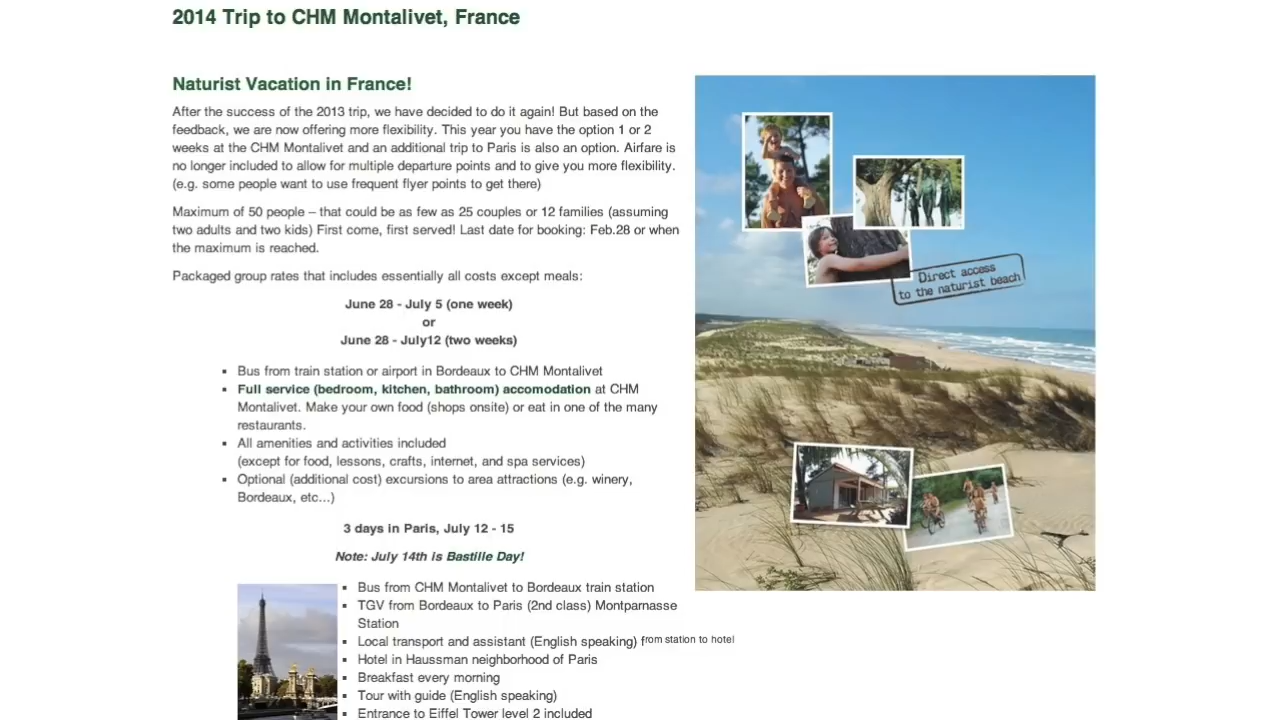 2014 Trip to CHM Montalivet, France
Naturist Vacation in France!
After the success of the 2013 trip, we have decided to do it again! But based on the
feedback, we are now offering more flexibility. This year you have the option 1 or 2
weeks at the CHM Montalivet and an additional trip to Paris is also an option. Airfare is
no longer included to allow for multiple departure points and to give you more flexibility.
(e.g. some people want to use frequent flyer points to get there)
Maximum of 50 people – that could be as few as 25 couples or 12 families (assuming
two adults and two kids) First come, first served! Last date for booking: Feb.28 or when
the maximum is reached.
Packaged group rates that includes essentially all costs except meals:
June 28 - July 5 (one week)
or
June 28 - July12 (two weeks)
▪ Bus from train station or airport in Bordeaux to CHM Montalivet
▪ Full service (bedroom, kitchen, bathroom) accomodation at CHM
Montalivet. Make your own food (shops onsite) or eat in one of the many
restaurants.
▪ All amenities and activities included
(except for food, lessons, crafts, internet, and spa services)
▪ Optional (additional cost) excursions to area attractions (e.g. winery,
Bordeaux, etc...)
3 days in Paris, July 12 - 15
Note: July 14th is Bastille Day!
▪ Bus from CHM Montalivet to Bordeaux train station
▪ TGV from Bordeaux to Paris (2nd class) Montparnasse
Station
▪ Local transport and assistant (English speaking) from station to hotel
▪ Hotel in Haussman neighborhood of Paris
▪ Breakfast every morning
▪ Tour with guide (English speaking)
▪ Entrance to Eiffel Tower level 2 included
Direct access
to the naturist beach